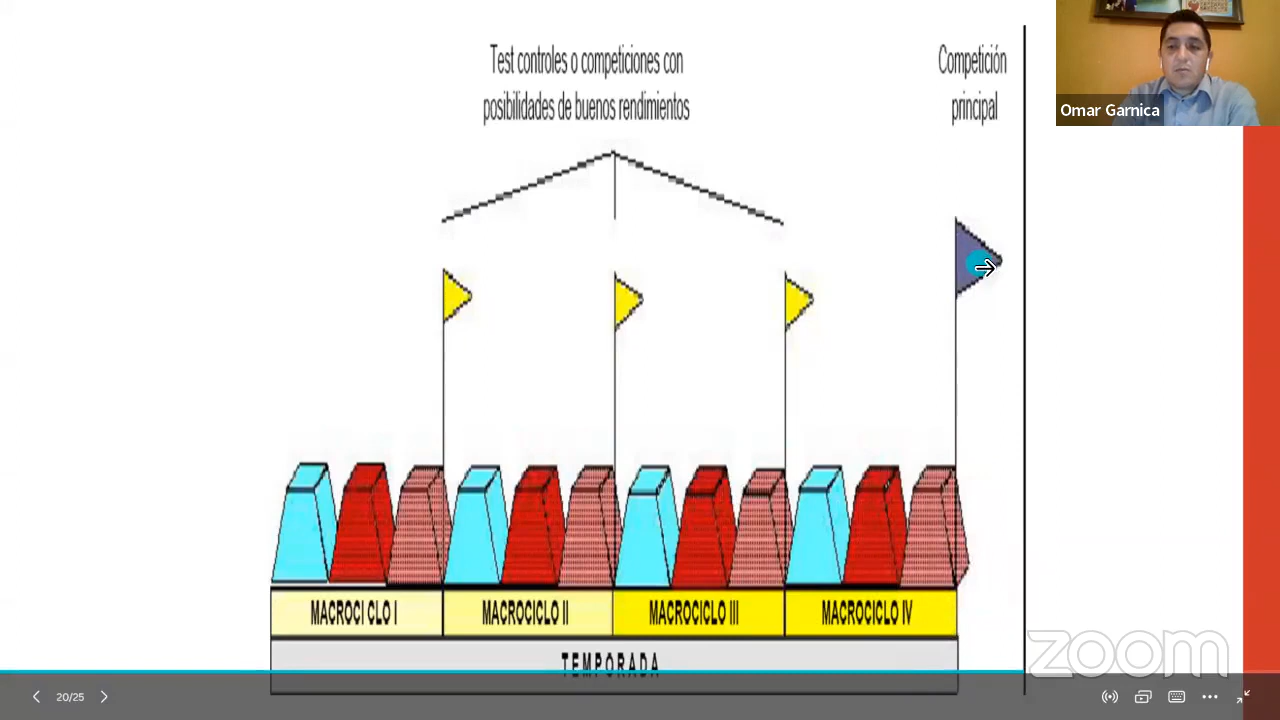 Test controles o competiciones con
posibilidades de buenos rendimientos
Competición
principal
Omar Garnica
MACROCI CLO I
MACROCICLO II
MACROCICLO III
MACROCICLO IV
TEMPORADA
zoom
20/25